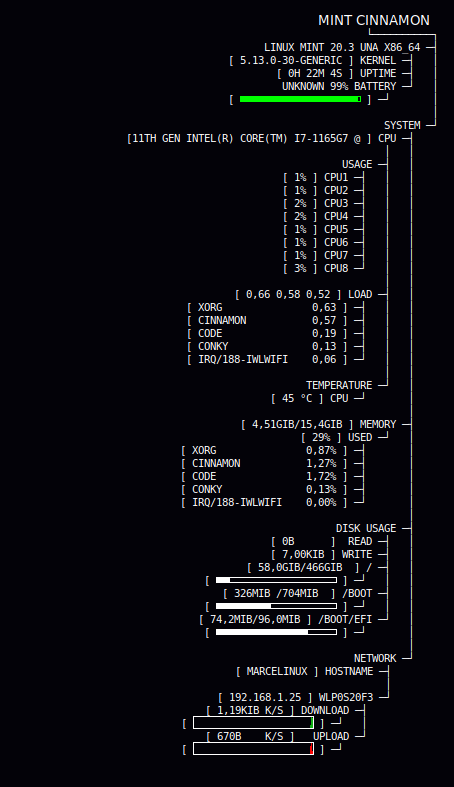 MINT CINNAMON
LINUX MINT 20.3 UNA X86_64
[ 5.13.0-30-GENERIC ] KERNEL
[ 0H 22M 4S ] UPTIME
UNKNOWN 99% BATTERY
[ ]
SYSTEM
[11TH GEN INTEL(R) CORE(TM) I7-1165G7 @ ] CPU
USAGE
[ 1% ] CPU1
[ 1% ] CPU2
[ 2% ] CPU3
[ 2% ] CPU4
[ 1% ] CPU5
[ 1% ] CPU6
[ 1% ] CPU7
[ 3% ] CPU8
[ 0,66 0,58 0,52 ] LOAD
[ XORG 0,63 ]
[ CINNAMON 0,57 ]
[ CODE 0,19 ]
[ CONKY 0,13 ]
[ IRQ/188-IWLWIFI 0,06 ]
TEMPERATURE
[ 45 °C ] CPU
[ 4,51GIB/15,4GIB ] MEMORY
[ 29% ] USED
[ XORG 0,87% ]
[ CINNAMON 1,27% ]
[ CODE 1,72% ]
[ CONKY 0,13% ]
[ IRQ/188-IWLWIFI 0,00% ]
DISK USAGE
[ 0B ] READ
[ 7,00KIB ] WRITE
[ 58,0GIB/466GIB ] /
[ ]
[ 326MIB /704MIB ] /BOOT
[ ]
[ 74,2MIB/96,0MIB ] /BOOT/EFI
[ ]
NETWORK
[ MARCELINUX ] HOSTNAME
[ 192.168.1.25 ] WLP0S20F3
[ 1,19KIB K/S ] DOWNLOAD
[ ]
[ 670B K/S ] UPLOAD
[ ]